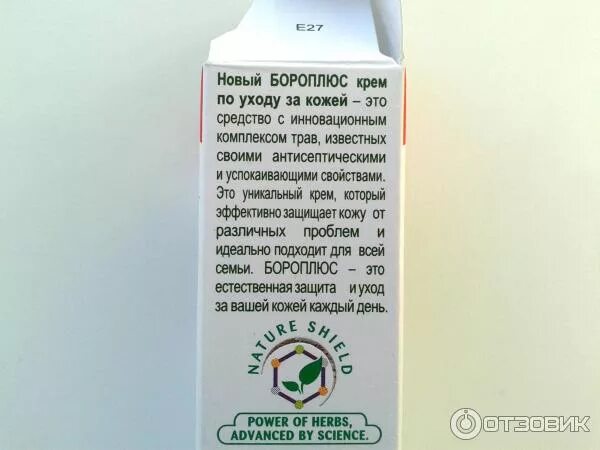 E27
Новый БОРОПЛЮС крем
по уходу за кожей – это
средство с инновационным
комплексом трав, известных
своими антисептическими
и успокаивающими свойствами.
Это уникальный крем, который
эффективно защищает кожу от
различных проблем и
идеально подходит для всей
семьи. БОРОПЛЮС – это
естественная защита и уход
за вашей кожей каждый день.
NATURE SHIELD
POWER OF HERBS,
ADVANCED BY SCIENCE.
ОТЗОВИК